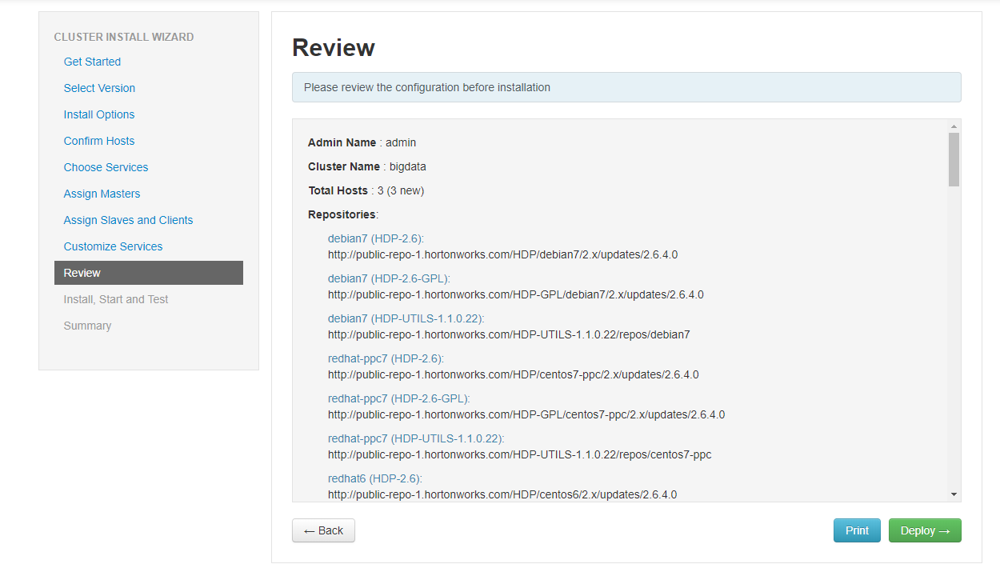 CLUSTER INSTALL WIZARD
Get Started
Select Version
Install Options
Confirm Hosts
Choose Services
Assign Masters
Assign Slaves and Clients
Customize Services
Review
Install, Start and Test
Summary
Review
Please review the configuration before installation
Admin Name : admin
Cluster Name : bigdata
Total Hosts : 3 (3 new)
Repositories:
debian7 (HDP-2.6):
http://public-repo-1.hortonworks.com/HDP/debian7/2.x/updates/2.6.4.0
debian7 (HDP-2.6-GPL):
http://public-repo-1.hortonworks.com/HDP-GPL/debian7/2.x/updates/2.6.4.0
debian7 (HDP-UTILS-1.1.0.22):
http://public-repo-1.hortonworks.com/HDP-UTILS-1.1.0.22/repos/debian7
redhat-ppc7 (HDP-2.6):
http://public-repo-1.hortonworks.com/HDP/centos7-ppc/2.x/updates/2.6.4.0
redhat-ppc7 (HDP-2.6-GPL):
http://public-repo-1.hortonworks.com/HDP-GPL/centos7-ppc/2.x/updates/2.6.4.0
redhat-ppc7 (HDP-UTILS-1.1.0.22):
http://public-repo-1.hortonworks.com/HDP-UTILS-1.1.0.22/repos/centos7-ppc
redhat6 (HDP-2.6):
http://public-repo-1.hortonworks.com/HDP/centos6/2.x/updates/2.6.4.0
← Back
Print
Deploy →